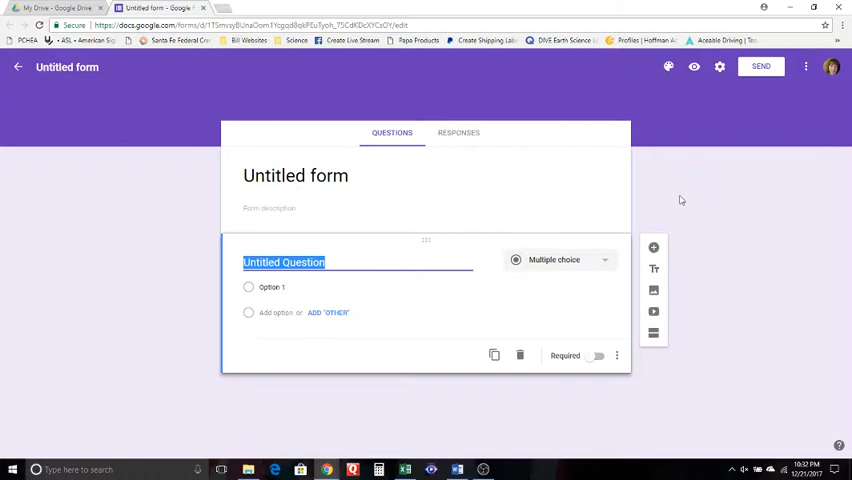 My Drive - Google Drive
Untitled form - Google F
Secure
https://docs.google.com/forms/d/
/edit
PCHEA
ASL - American Sig
Santa Fe Federal Cre
Bill Websites
Science
Create Live Stream
Papa Products
Create Shipping Lab
DIVE Earth Science L
Profiles | Hoffman Ac
Aceable Driving | Tex
Untitled form
SEND
QUESTIONS
RESPONSES
Untitled form
Form description
Untitled Question
Multiple choice
Option 1
Add option or ADD "OTHER"
Required
Type here to search
10:32 PM
12/21/2017